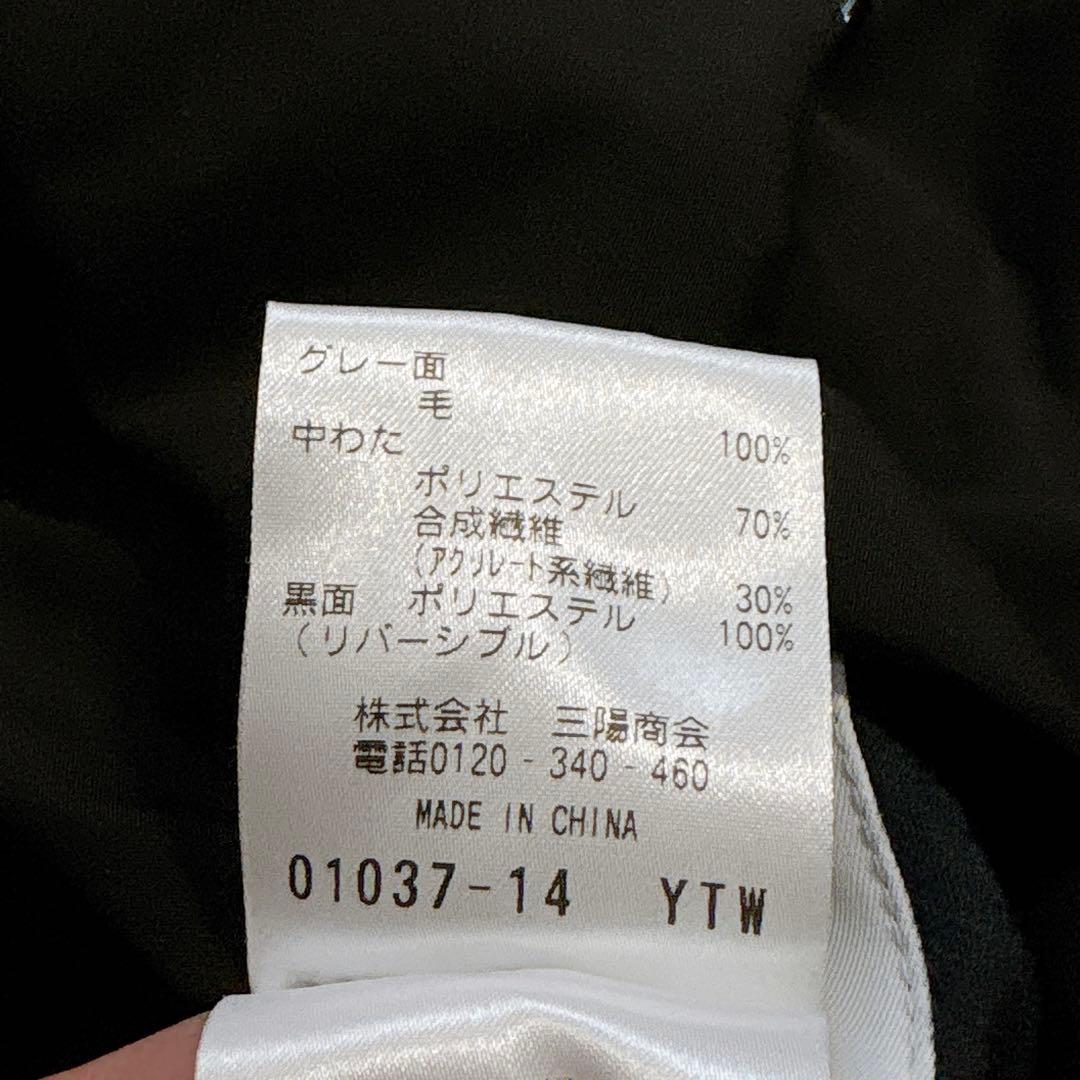 グレー面
毛 100%
中わた
ポリエステル 70%
合成繊維
(アクリレート系繊維) 30%
黒面 ポリエステル 100%
(リバーシブル)
株式会社 三陽商会
電話0120-340-460
MADE IN CHINA
01037-14 YTW